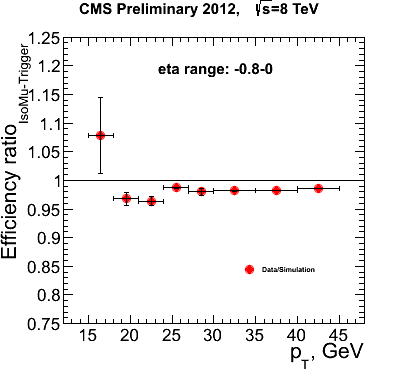 CMS Preliminary 2012, √s=8 TeV
eta range: -0.8-0
Efficiency ratio IsoMu-Trigger
1.25
1.2
1.15
1.1
1.05
1
0.95
0.9
0.85
0.8
0.75
Data/Simulation
15 20 25 30 35 40 45
p_T, GeV